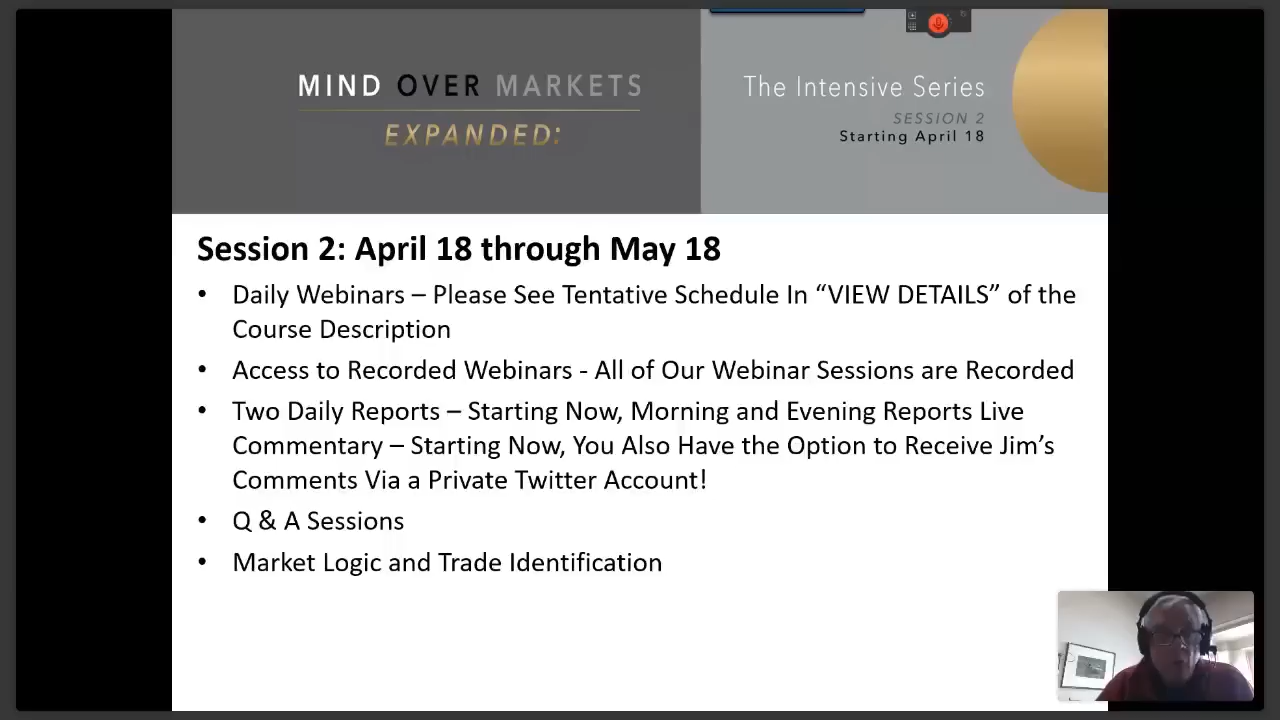 MIND OVER MARKETS
EXPANDED:
The Intensive Series
SESSION 2
Starting April 18
Session 2: April 18 through May 18
• Daily Webinars – Please See Tentative Schedule In “VIEW DETAILS” of the
Course Description
• Access to Recorded Webinars - All of Our Webinar Sessions are Recorded
• Two Daily Reports – Starting Now, Morning and Evening Reports Live
Commentary – Starting Now, You Also Have the Option to Receive Jim’s
Comments Via a Private Twitter Account!
• Q & A Sessions
• Market Logic and Trade Identification